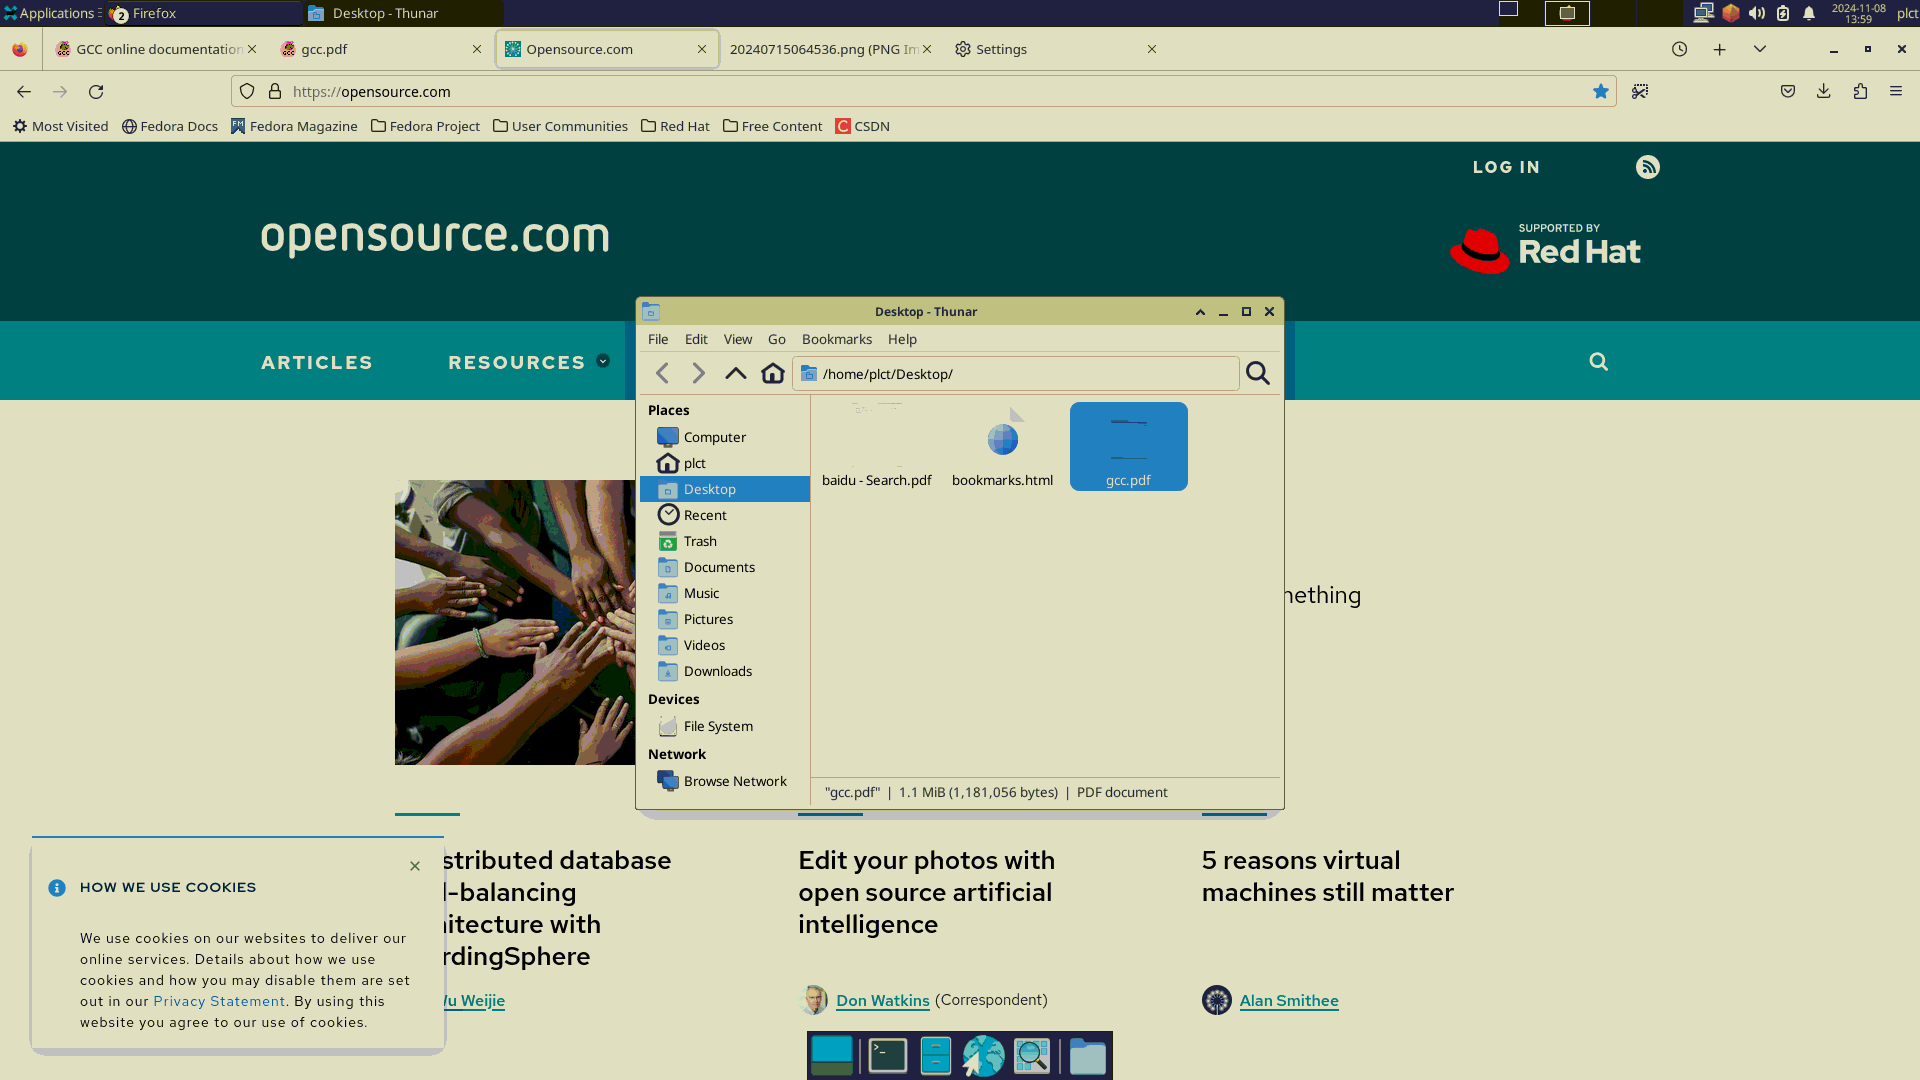 Applications
2
Firefox
Desktop - Thunar
2024-11-08
13:59
plct
GCC online documentation
gcc.pdf
Opensource.com
20240715064536.png (PNG Im
Settings
https://opensource.com
Most Visited
Fedora Docs
Fedora Magazine
Fedora Project
User Communities
Red Hat
Free Content
CSDN
LOG IN
opensource.com
SUPPORTED BY
Red Hat
ARTICLES
RESOURCES
Desktop - Thunar
File
Edit
View
Go
Bookmarks
Help
/home/plct/Desktop/
Places
Computer
plct
Desktop
Recent
Trash
Documents
Music
Pictures
Videos
Downloads
Devices
File System
Network
Browse Network
baidu - Search.pdf
bookmarks.html
gcc.pdf
"gcc.pdf" | 1.1 MiB (1,181,056 bytes) | PDF document
nething
stributed database
l-balancing
itecture with
rdingSphere
Vu Weijie
Edit your photos with
open source artificial
intelligence
Don Watkins (Correspondent)
5 reasons virtual
machines still matter
Alan Smithee
HOW WE USE COOKIES
We use cookies on our websites to deliver our
online services. Details about how we use
cookies and how you may disable them are set
out in our Privacy Statement. By using this
website you agree to our use of cookies.